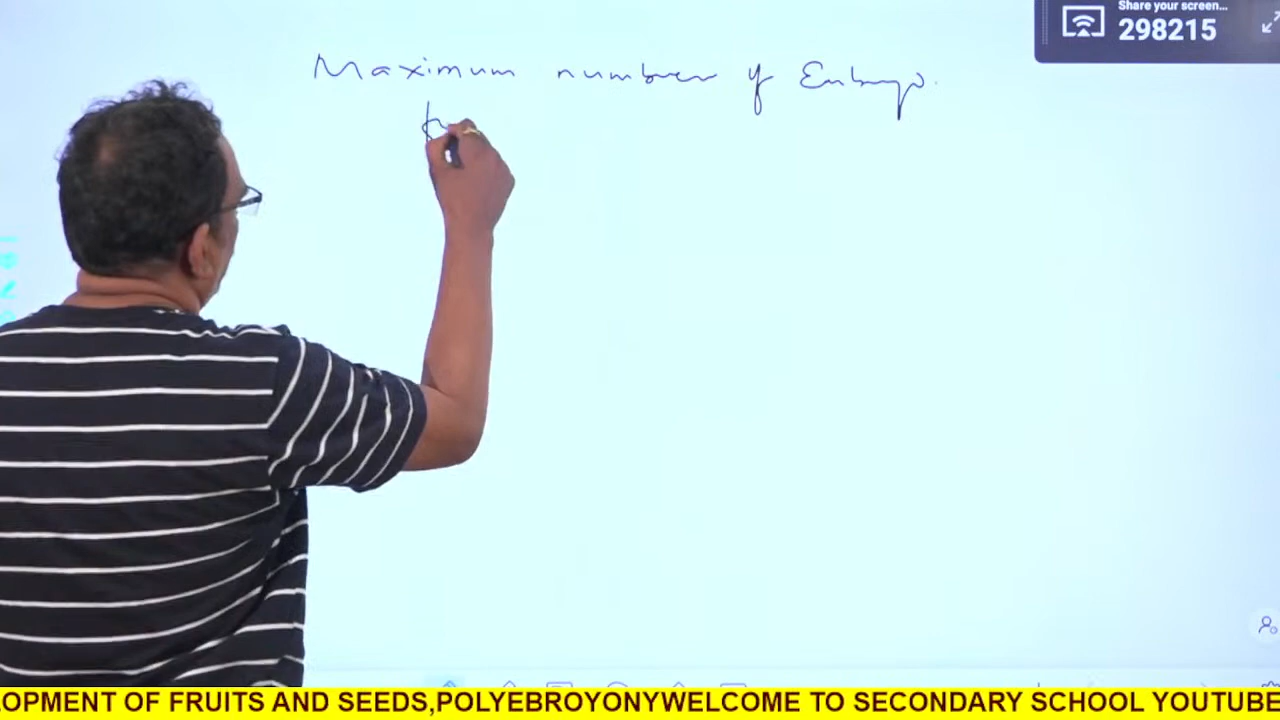 Share your screen...
298215
Maximum number of Embryo.
OPMENT OF FRUITS AND SEEDS,POLYEBROYONYWELCOME TO SECONDARY SCHOOL YOUTUBE